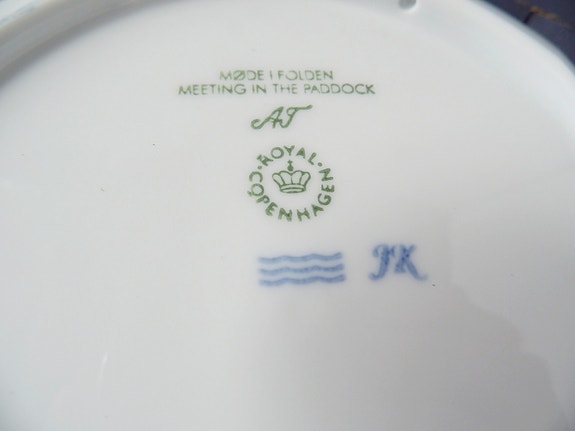 MØDE I FOLDEN
MEETING IN THE PADDOCK
AT
ROYAL COPENHAGEN
JK